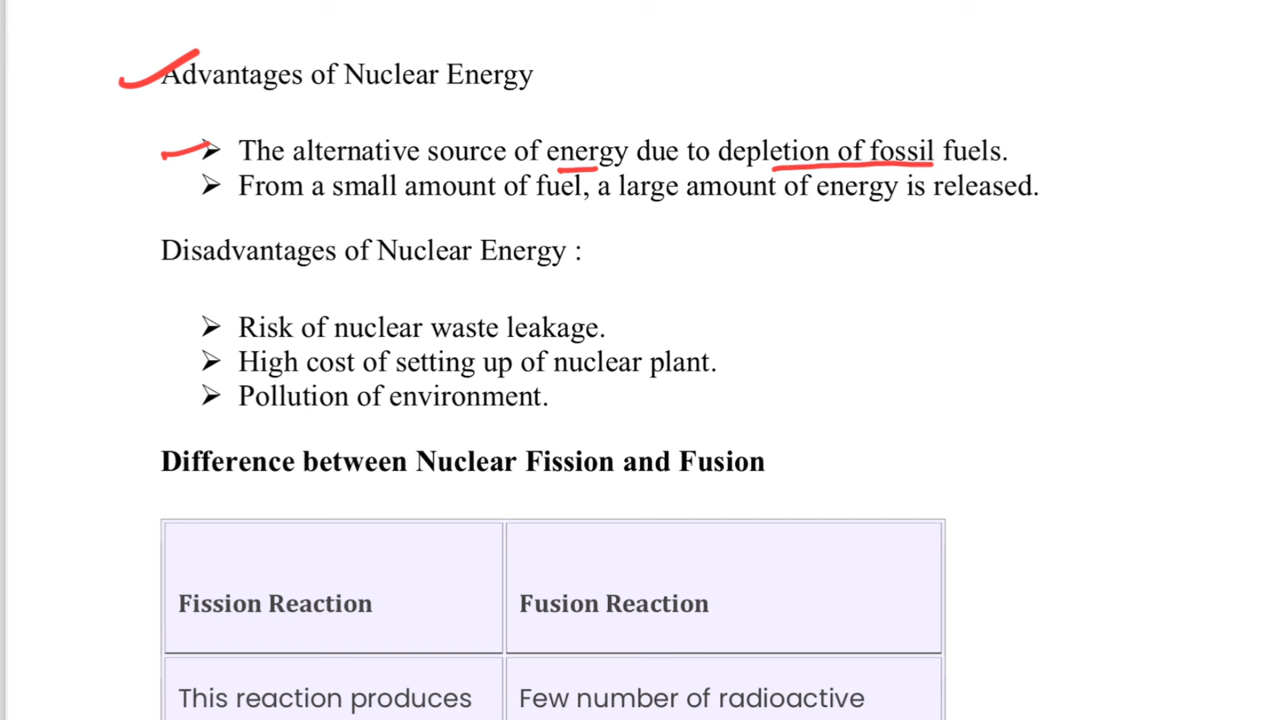 Advantages of Nuclear Energy
➢ The alternative source of energy due to depletion of fossil fuels.
➢ From a small amount of fuel, a large amount of energy is released.
Disadvantages of Nuclear Energy :
➢ Risk of nuclear waste leakage.
➢ High cost of setting up of nuclear plant.
➢ Pollution of environment.
Difference between Nuclear Fission and Fusion
Fission Reaction
Fusion Reaction
This reaction produces
Few number of radioactive